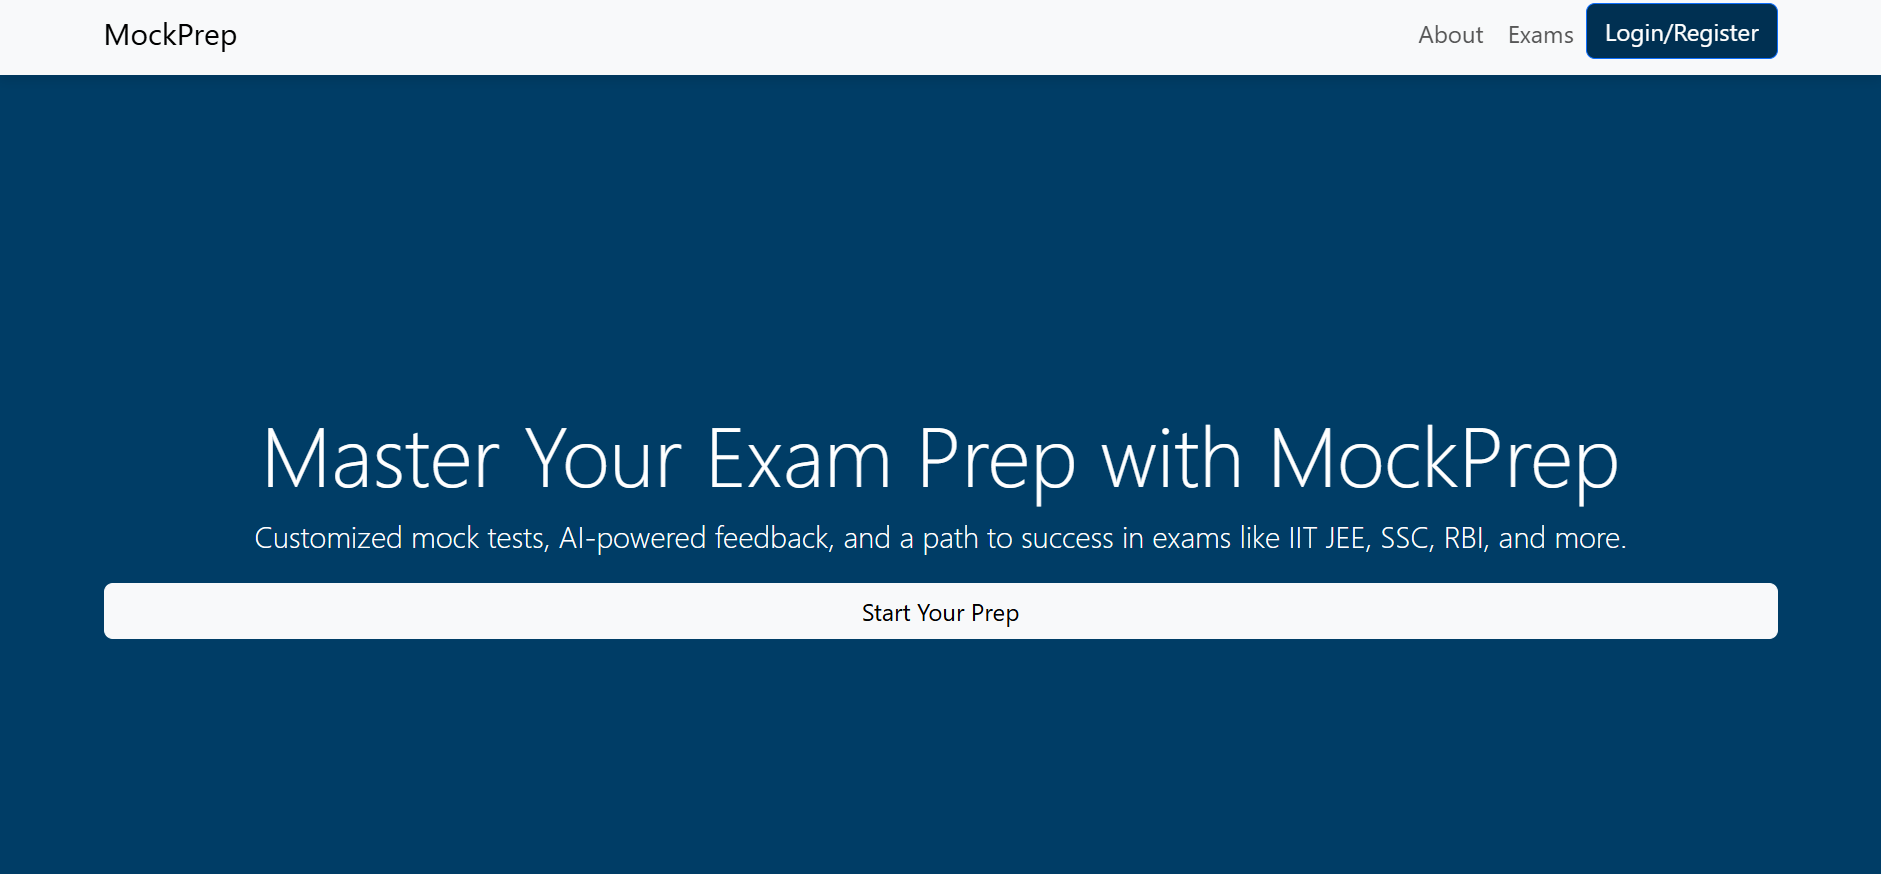 MockPrep
About Exams Login/Register
Master Your Exam Prep with MockPrep
Customized mock tests, AI-powered feedback, and a path to success in exams like IIT JEE, SSC, RBI, and more.
Start Your Prep